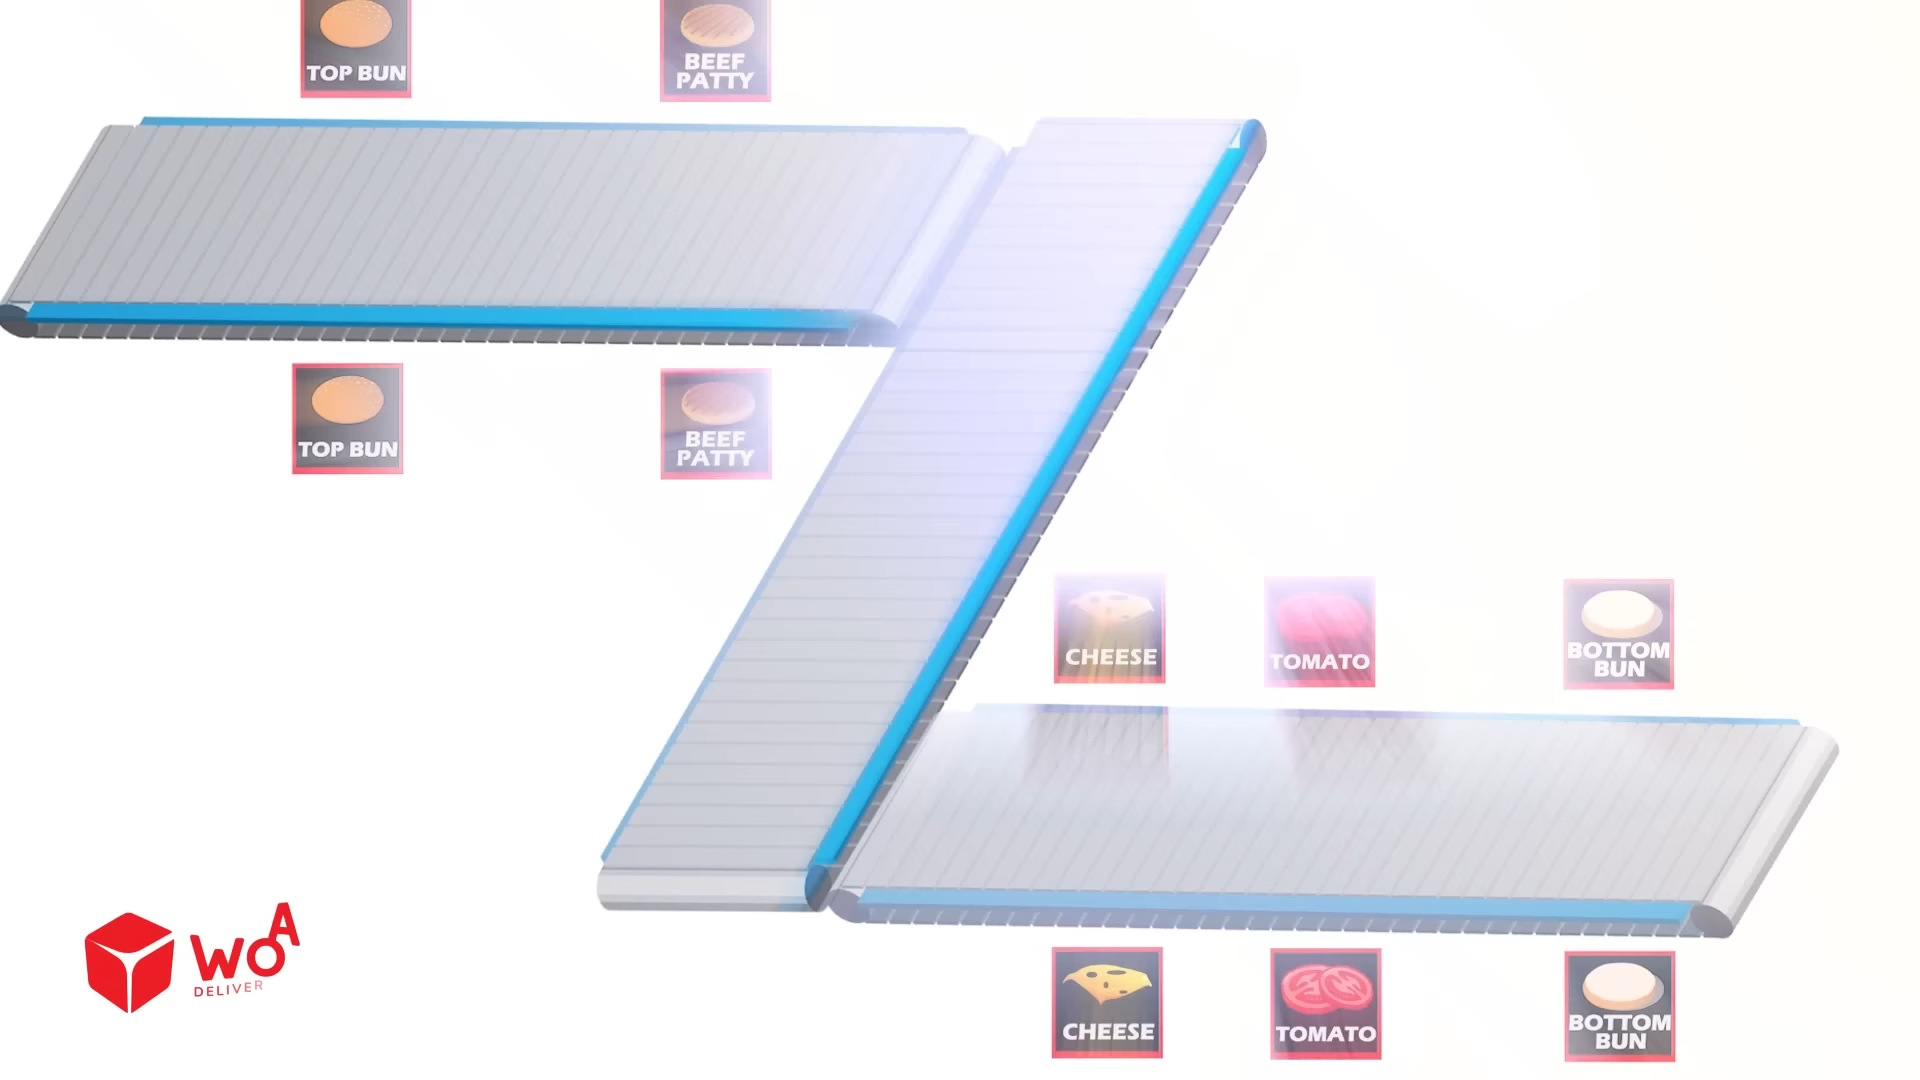 TOP BUN
BEEF
PATTY
TOP BUN
BEEF
PATTY
CHEESE
TOMATO
BOTTOM
BUN
CHEESE
TOMATO
BOTTOM
BUN
WOA
DELIVER